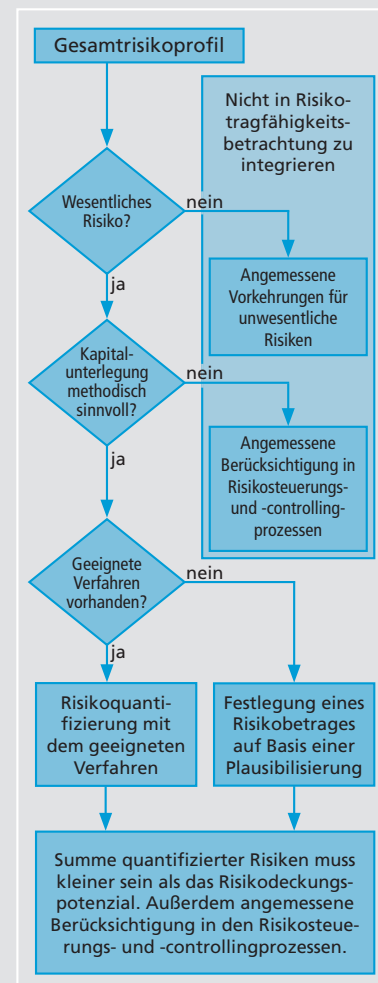 Gesamtrisikoprofil
Nicht in Risiko-
tragfähigkeits-
betrachtung zu
integrieren
Wesentliches
Risiko?
nein
ja
Angemessene
Vorkehrungen für
unwesentliche
Risiken
Kapital-
unterlegung
methodisch
sinnvoll?
nein
ja
Angemessene
Berücksichtigung in
Risikosteuerungs-
und -controlling-
prozessen
Geeignete
Verfahren
vorhanden?
nein
ja
Risikoquanti-
fizierung mit
dem geeigneten
Verfahren
Festlegung eines
Risikobetrages
auf Basis einer
Plausibilisierung
Summe quantifizierter Risiken muss
kleiner sein als das Risikodeckungs-
potenzial. Außerdem angemessene
Berücksichtigung in den Risikosteue-
rungs- und -controllingprozessen.